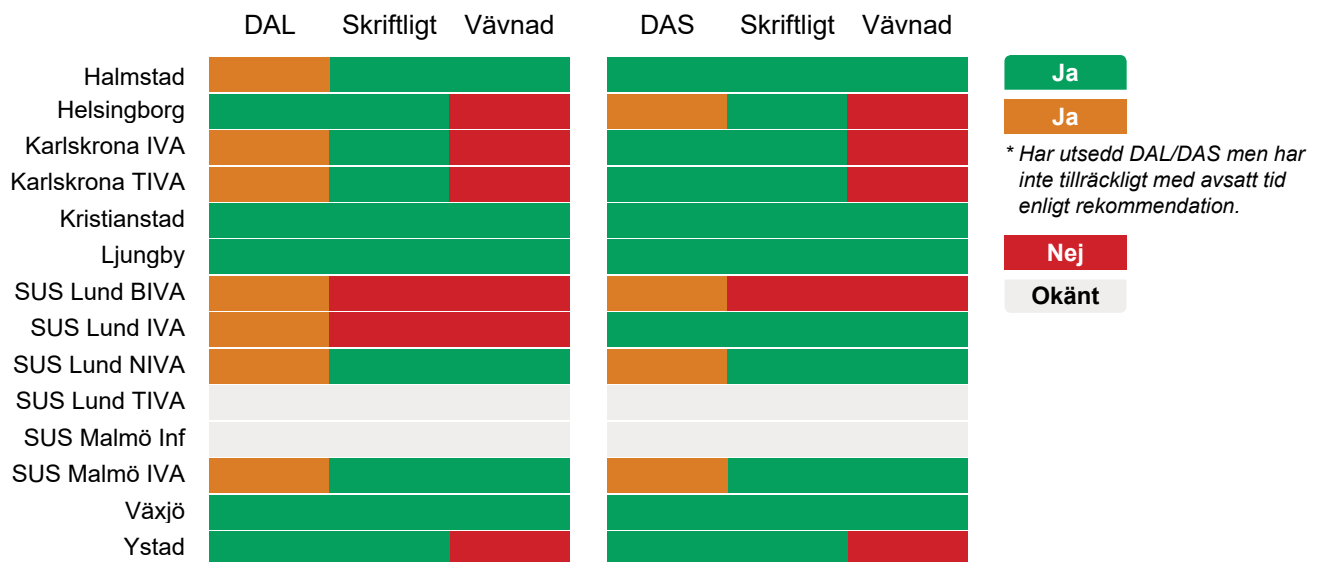 DAL Skriftligt Vävnad DAS Skriftligt Vävnad
Halmstad
Helsingborg
Karlskrona IVA
Karlskrona TIVA
Kristianstad
Ljungby
SUS Lund BIVA
SUS Lund IVA
SUS Lund NIVA
SUS Lund TIVA
SUS Malmö Inf
SUS Malmö IVA
Växjö
Ystad
Ja
Ja
* Har utsedd DAL/DAS men har
inte tillräckligt med avsatt tid
enligt rekommendation.
Nej
Okänt